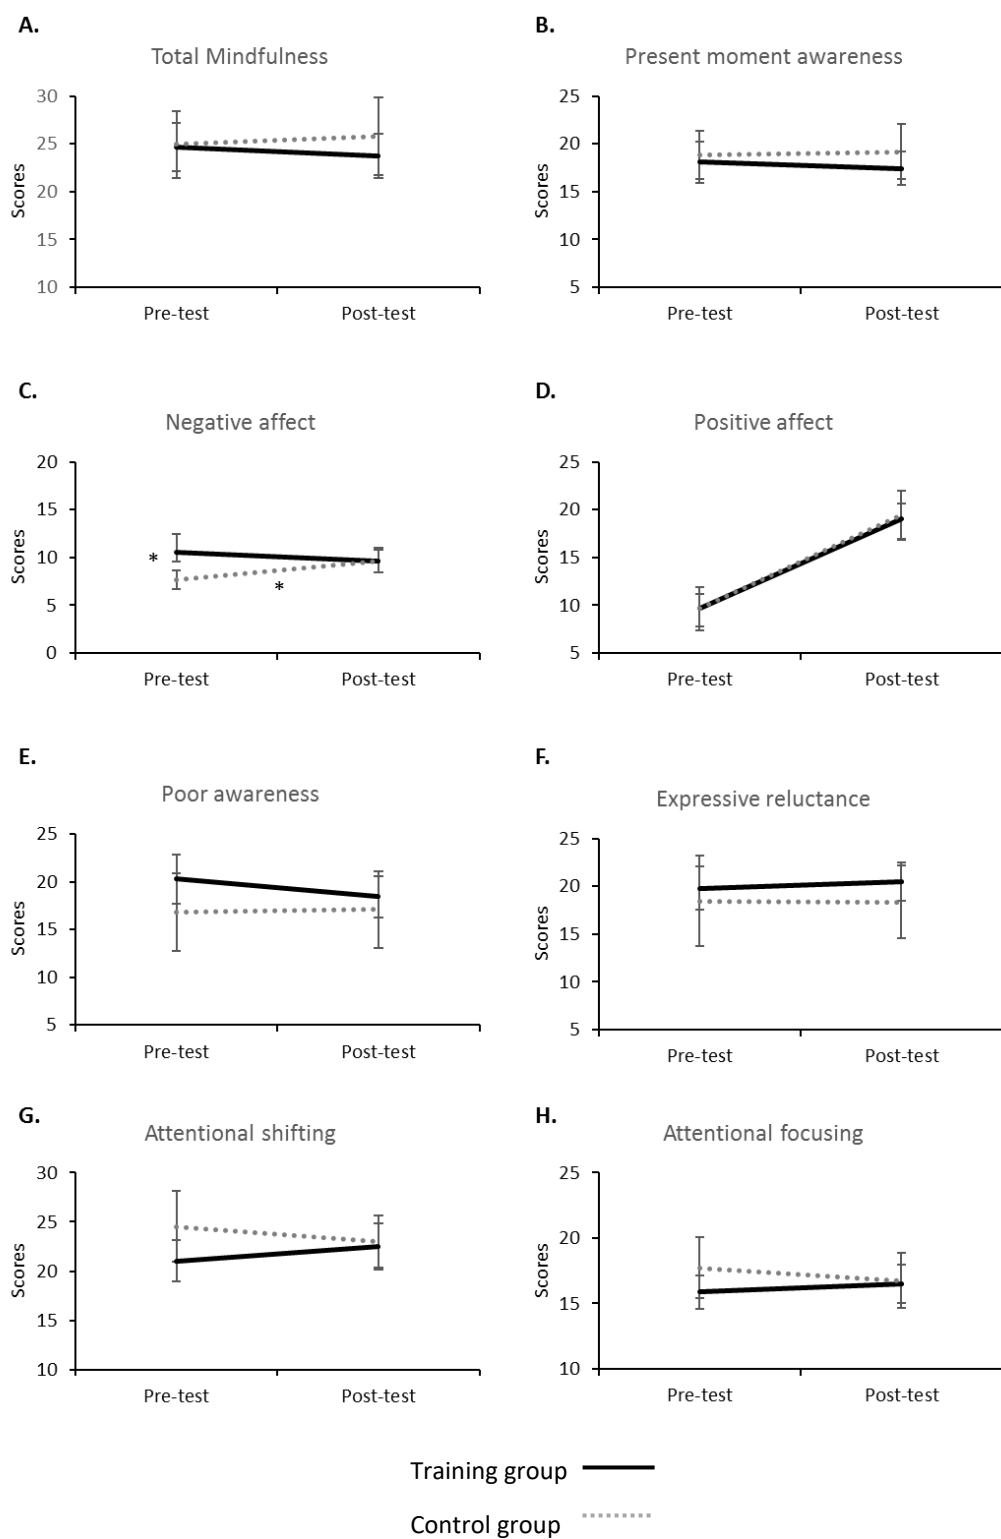 A.
Total Mindfulness
30
25
20
15
10
Scores
Pre-test Post-test
B.
Present moment awareness
25
20
15
10
5
Scores
Pre-test Post-test
C.
Negative affect
20
15
10
5
0
Scores
*
*
Pre-test Post-test
D.
Positive affect
25
20
15
10
5
Scores
Pre-test Post-test
E.
Poor awareness
25
20
15
10
5
Scores
Pre-test Post-test
F.
Expressive reluctance
25
20
15
10
5
Scores
Pre-test Post-test
G.
Attentional shifting
30
25
20
15
10
Scores
Pre-test Post-test
H.
Attentional focusing
25
20
15
10
Scores
Pre-test Post-test
Training group
Control group